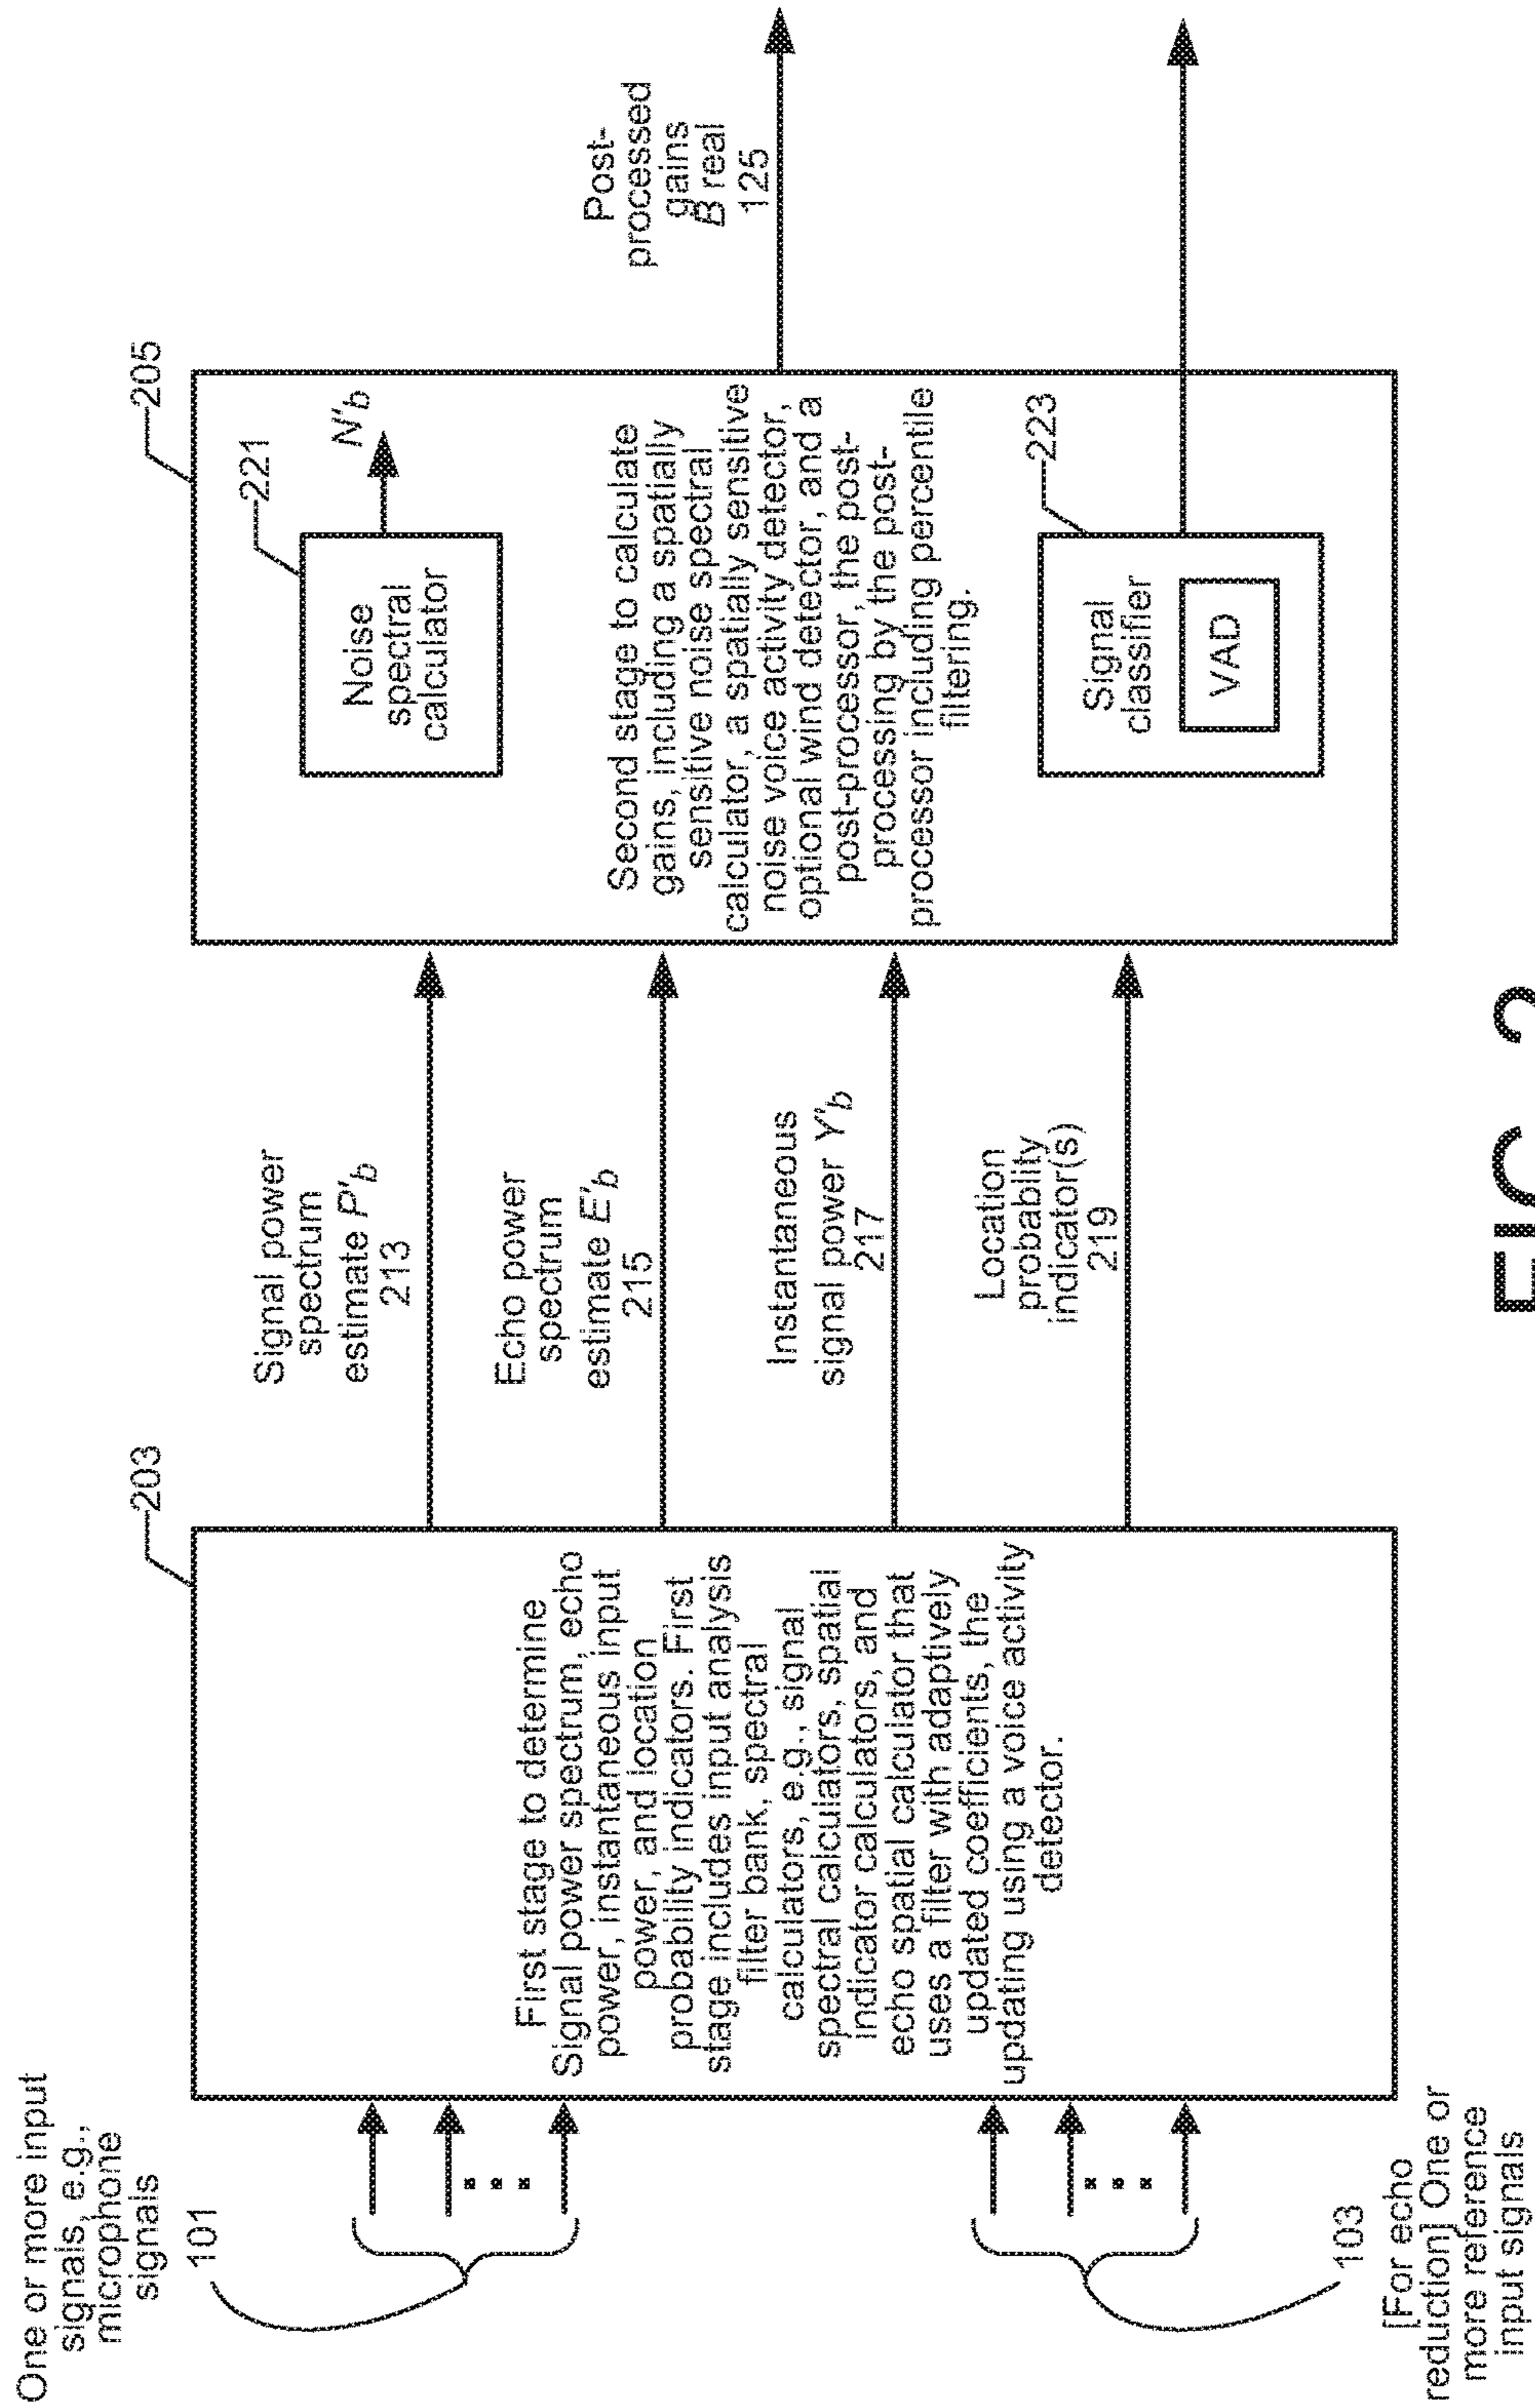 One or more input
signals, e.g.,
microphone
signals
101
103
[For echo
reduction] One or
more reference
input signals
203
First stage to determine
Signal power spectrum, echo
power, instantaneous input
power, and location
probability indicators. First
stage includes input analysis
filter bank, spectral
calculators, e.g., signal
spectral calculators, spatial
indicator calculators, and
echo spatial calculator that
uses a filter with adaptively
updated coefficients, the
updating using a voice activity
detector.
Signal power
spectrum
estimate P'b
213
Echo power
spectrum
estimate E'b
215
Instantaneous
signal power Y'b
217
Location
probability
indicator(s)
219
205
221
Noise
spectral
calculator
N'b
Second stage to calculate
gains, including a spatially
sensitive noise spectral
calculator, a spatially sensitive
noise voice activity detector,
optional wind detector, and a
post-processor, the post-
processing by the post-
processor including percentile
filtering.
223
Signal
classifier
VAD
Post-
processed
gains
B real
125